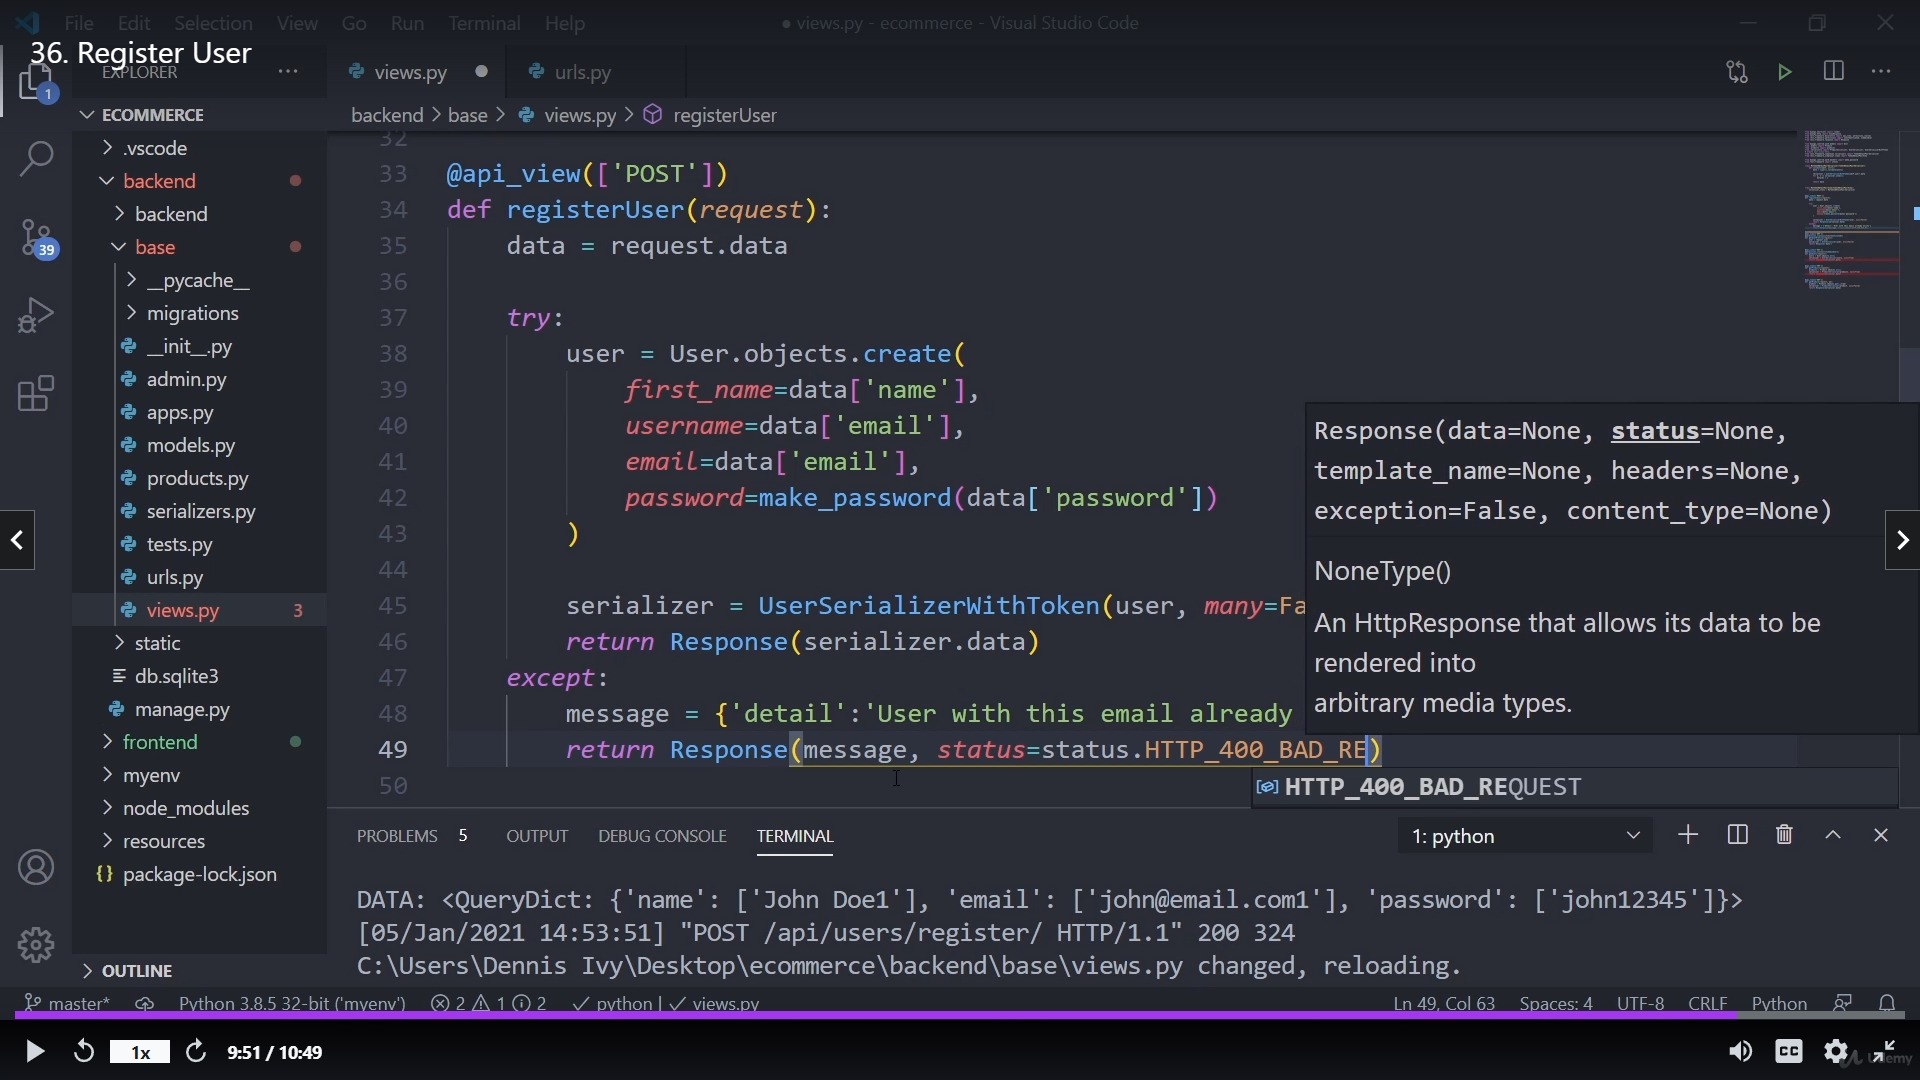 File Edit Selection View Go Run Terminal Help
● views.py - ecommerce - Visual Studio Code
36. Register User
EXPLORER
views.py
urls.py
1
ECOMMERCE
backend > base > views.py > registerUser
.vscode
backend
backend
base
__pycache__
migrations
__init__.py
admin.py
apps.py
models.py
products.py
serializers.py
tests.py
urls.py
views.py 3
static
db.sqlite3
manage.py
frontend
myenv
node_modules
resources
package-lock.json
OUTLINE
39
32
33 @api_view(['POST'])
34 def registerUser(request):
35 data = request.data
36
37 try:
38 user = User.objects.create(
39 first_name=data['name'],
40 username=data['email'],
41 email=data['email'],
42 password=make_password(data['password'])
43 )
44
45 serializer = UserSerializerWithToken(user, many=Fa
46 return Response(serializer.data)
47 except:
48 message = {'detail':'User with this email already
49 return Response(message, status=status.HTTP_400_BAD_RE)
50
Response(data=None, status=None,
template_name=None, headers=None,
exception=False, content_type=None)
NoneType()
An HttpResponse that allows its data to be
rendered into
arbitrary media types.
HTTP_400_BAD_REQUEST
PROBLEMS 5 OUTPUT DEBUG CONSOLE TERMINAL
1: python
DATA: <QueryDict: {'name': ['John Doe1'], 'email': ['john@email.com1'], 'password': ['john12345']}>
[05/Jan/2021 14:53:51] "POST /api/users/register/ HTTP/1.1" 200 324
C:\Users\Dennis Ivy\Desktop\ecommerce\backend\base\views.py changed, reloading.
master* Python 3.8.5 32-bit ('myenv') 2 1 2 python | views.py
Ln 49, Col 63 Spaces: 4 UTF-8 CRLF Python
1x 9:51 / 10:49
CC
Udemy